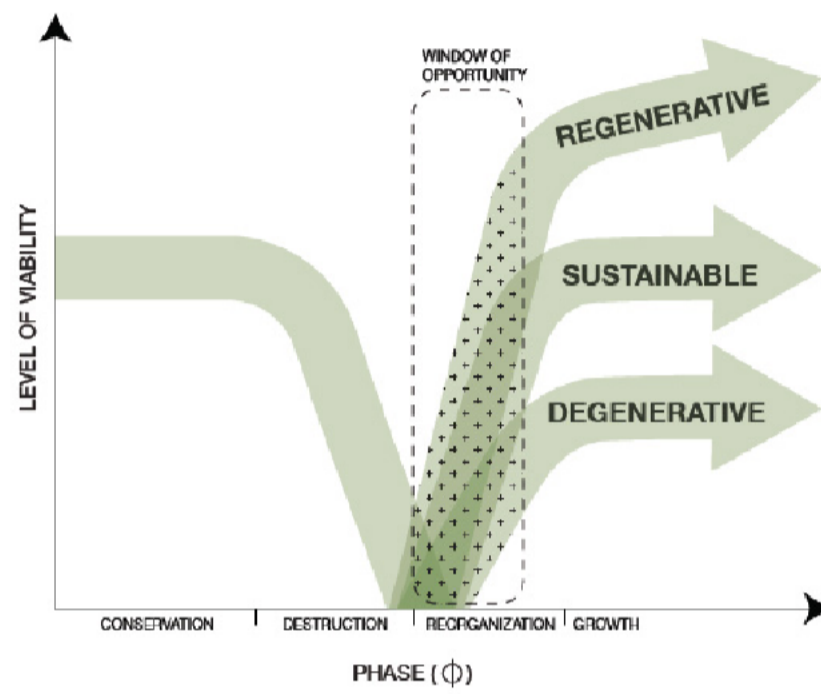 WINDOW OF
OPPORTUNITY
REGENERATIVE
SUSTAINABLE
DEGENERATIVE
LEVEL OF VIABILITY
CONSERVATION
DESTRUCTION
REORGANIZATION
GROWTH
PHASE (Φ)